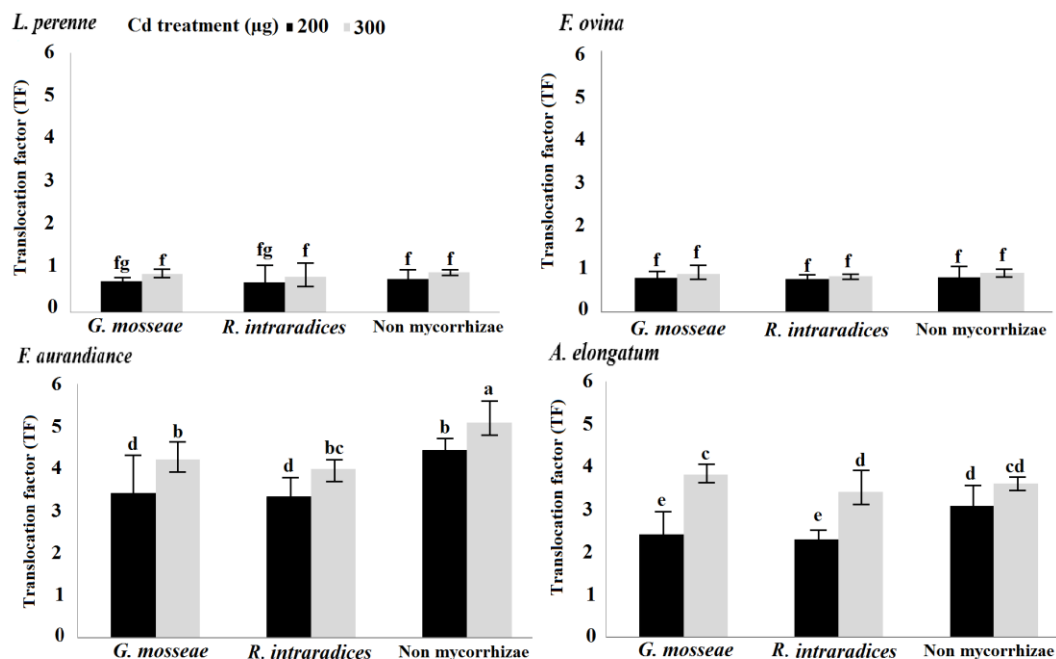 L. perenne Cd treatment (µg) 200 300
Translocation factor (TF)
6
5
4
3
2
1
0
fg f fg f f f
G. mosseae R. intraradices Non mycorrhizae
F. ovina
Translocation factor (TF)
6
5
4
3
2
1
0
f f f f f f
G. mosseae R. intraradices Non mycorrhizae
F. aurandiance
Translocation factor (TF)
6
5
4
3
2
1
0
d b d bc b a
G. mosseae R. intraradices Non mycorrhizae
A. elongatum
Translocation factor (TF)
6
5
4
3
2
1
0
e c e d d cd
G. mosseae R. intraradices Non mycorrhizae